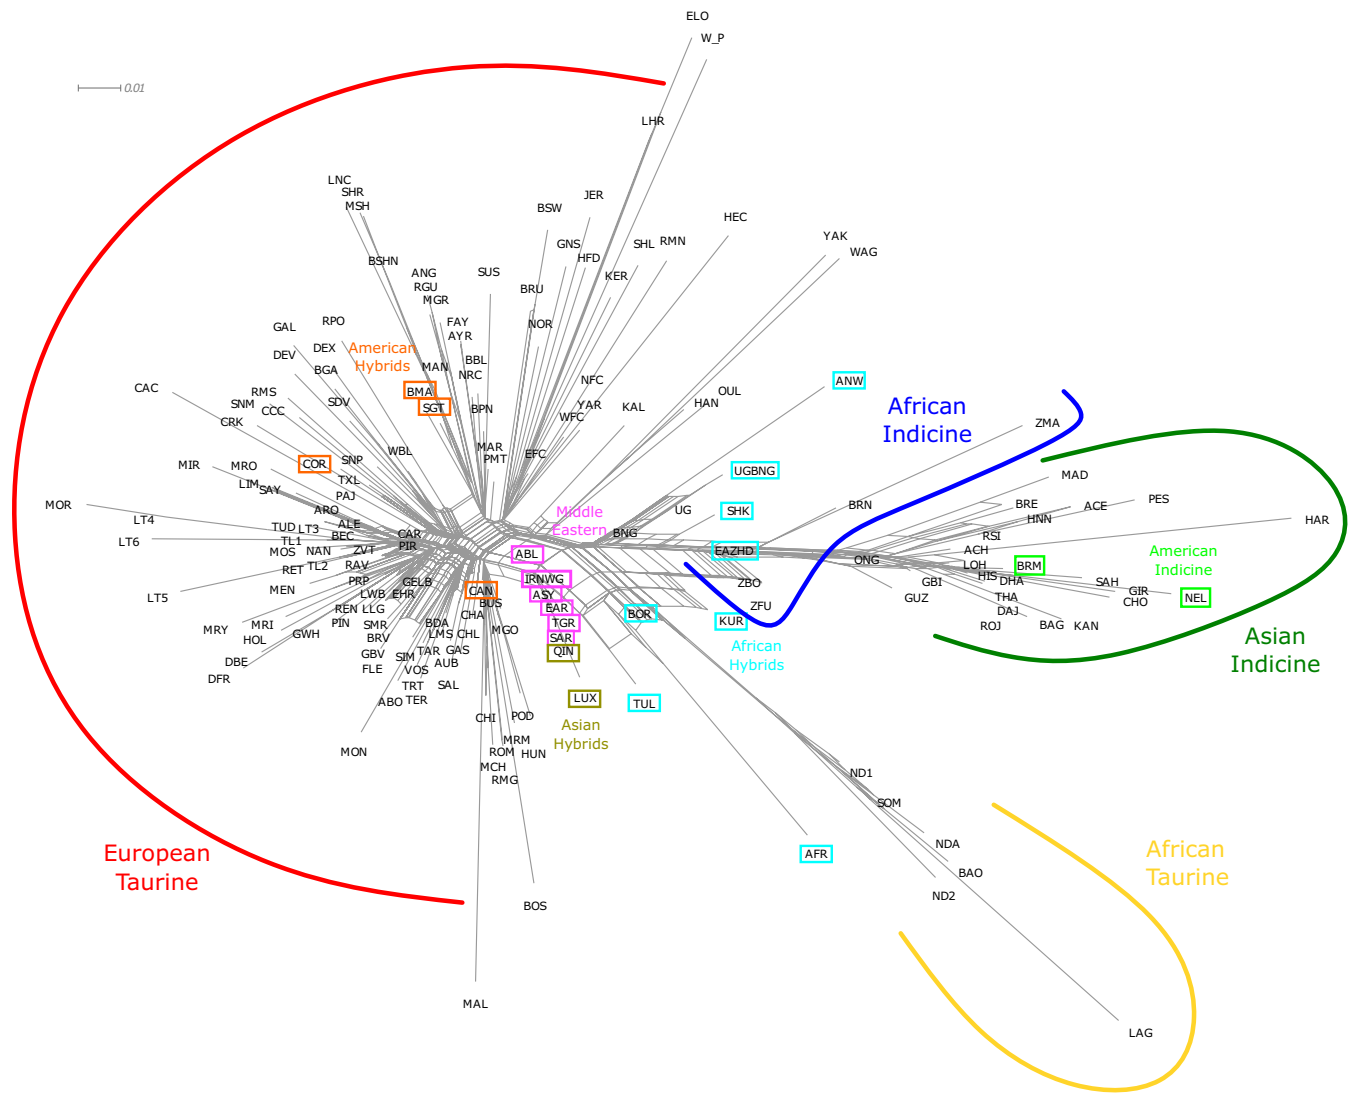 ELO
W_P
0.01
LHR
LNC
SHR
MSH
JER
BSW
HEC
GNS
HFD
SHL
RMN
YAK
WAG
BSHN
ANG
RGU
MGR
SUS
BRU
KER
GAL
RPO
FAY
AYR
NOR
DEV
DEX
BGA
American
Hybrids
MAN
BBL
NRC
NFC
ANW
CAC
RMS
SNM
CCC
CRK
SDV
BMA
SGT
BPN
YAR
WFC
KAL
HAN
OUL
African
Indicine
ZMA
MIR
MRO
COR
SNP
WBL
MAR
PMT
EFC
UGBNG
MAD
LIM
SAY
TXL
PAJ
MOR
LT4
LT6
ARO
TUD
LT3
ALE
TL1
BEC
MOS
NAN
ZVT
CAR
PIR
Middle
Eastern
BNG
UG
SHK
BRN
BRE
HNN
ACE
PES
HAR
RSI
ABL
EAZHD
ONG
ACH
LOH
HIS
DHA
BRM
American
Indicine
RET
TL2
RAV
MEN
PRP
GELB
LWB
EHR
CAN
BUS
IRNWG
ASY
EAR
TGR
SAR
QIN
ZBO
ZFU
BOR
KUR
GBI
GUZ
THA
DAJ
ROJ
BAG
KAN
SAH
GIR
CHO
NEL
LT5
REN
LLG
PIN
SMR
BRV
GBV
FLE
MRY
MRI
HOL
GWH
DBE
DFR
BDA
LMS
CHL
CHA
MGO
TAR
GAS
SIM
AUB
VOS
TRT
TER
ABO
SAL
African
Hybrids
Asian
Indicine
LUX
TUL
Asian
Hybrids
MON
CHI
POD
MRM
ROM
HUN
MCH
RMG
ND1
SOM
NDA
BAO
ND2
AFR
European
Taurine
African
Taurine
BOS
MAL
LAG